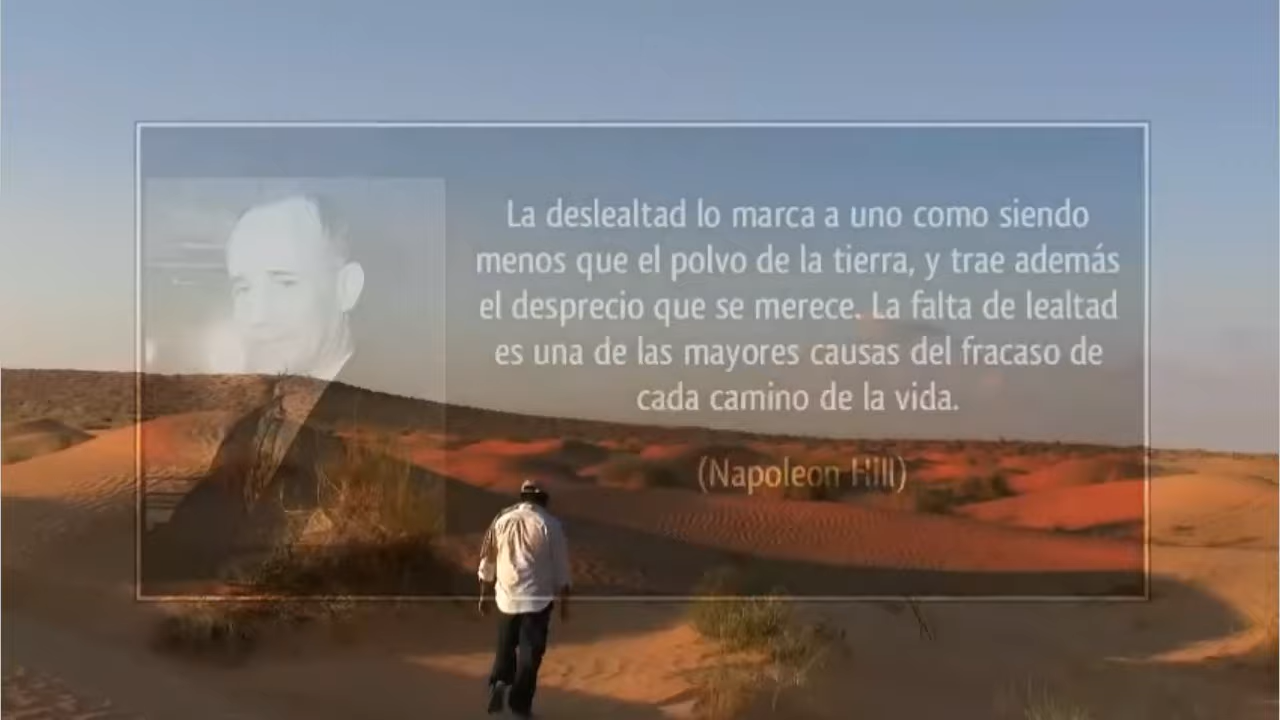 La deslealtad lo marca a uno como siendo
menos que el polvo de la tierra, y trae además
el desprecio que se merece. La falta de lealtad
es una de las mayores causas del fracaso de
cada camino de la vida.
(Napoleon Hill)